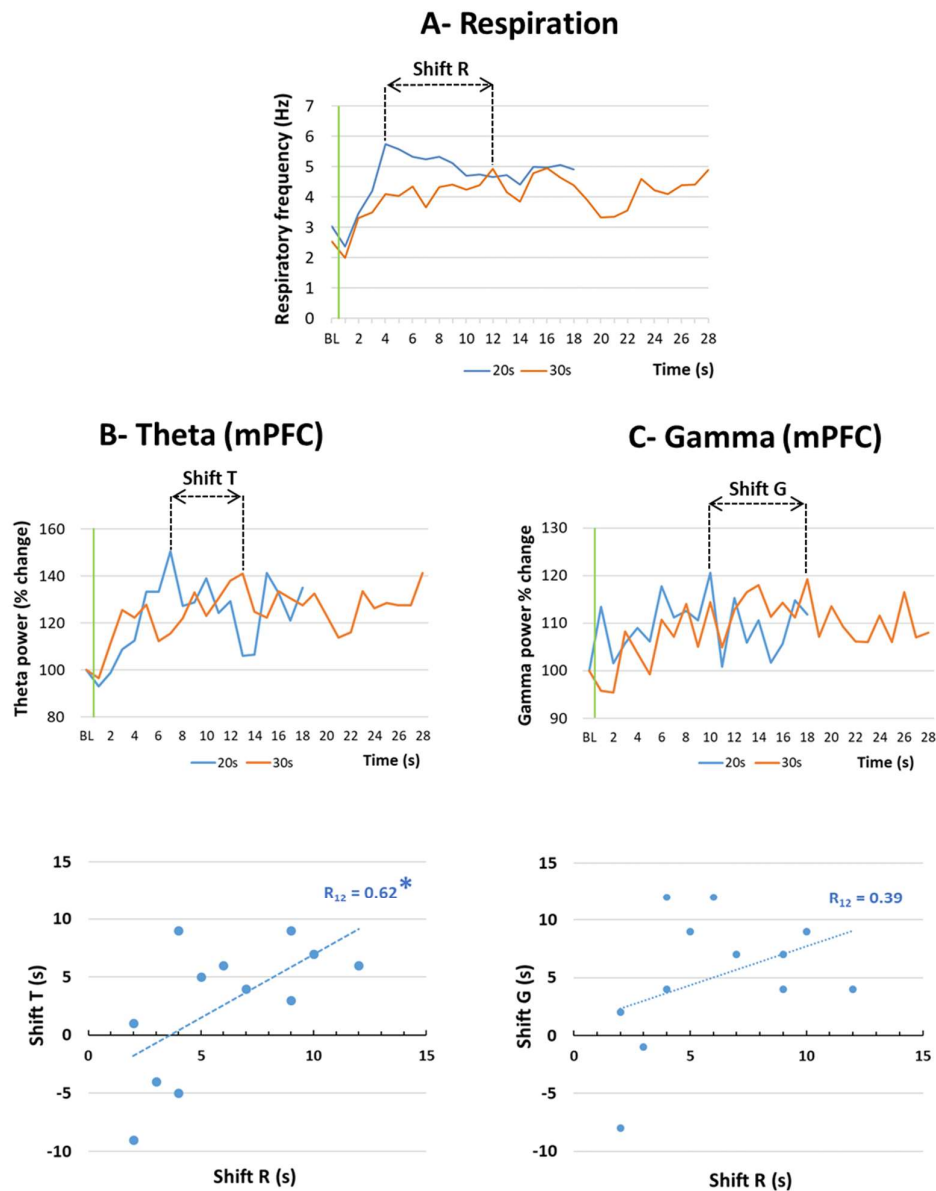 A- Respiration
Shift R
Respiratory frequency (Hz)
7
6
5
4
3
2
1
0
BL 2 4 6 8 10 12 14 16 18 20 22 24 26 28
Time (s)
20s 30s
B- Theta (mPFC)
Shift T
Theta power (% change)
160
140
120
100
80
BL 2 4 6 8 10 12 14 16 18 20 22 24 26 28
20s 30s
Time (s)
C- Gamma (mPFC)
Shift G
Gamma power % change
130
120
110
100
90
BL 2 4 6 8 10 12 14 16 18 20 22 24 26 28
20s 30s
Time (s)
15
10
5
0
-5
-10
0 5 10 15
R12 = 0.62*
Shift T (s)
Shift R (s)
15
10
5
0
-5
-10
0 5 10 15
R12 = 0.39
Shift G (s)
Shift R (s)